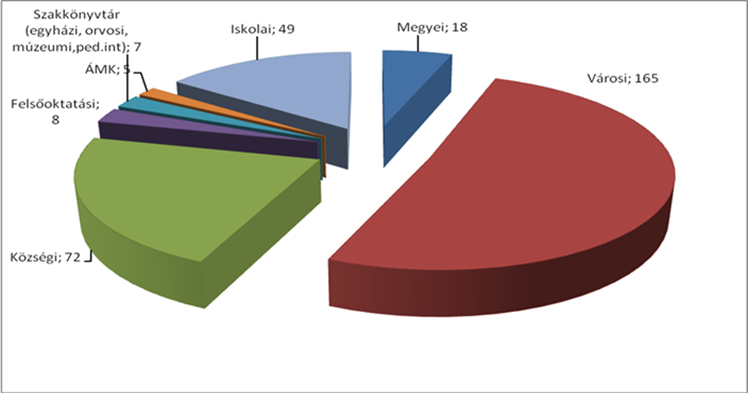 Szakkönyvtár
(egyházi, orvosi,
múzeumi,ped.int); 7
Iskolai; 49
Megyei; 18
ÁMK; 5
Városi; 165
Felsőoktatási;
8
Községi; 72